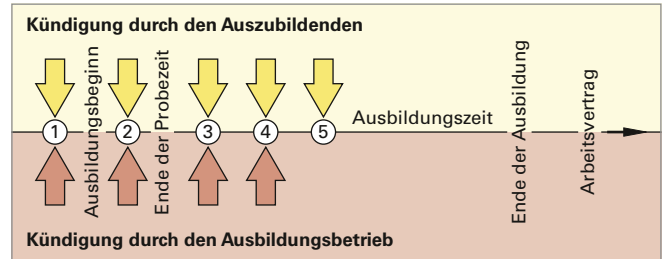 Kündigung durch den Auszubildenden
1
Ausbildungsbeginn
2
Ende der Probezeit
3
4
5
Ausbildungszeit
Ende der Ausbildung
Arbeitsvertrag
Kündigung durch den Ausbildungsbetrieb